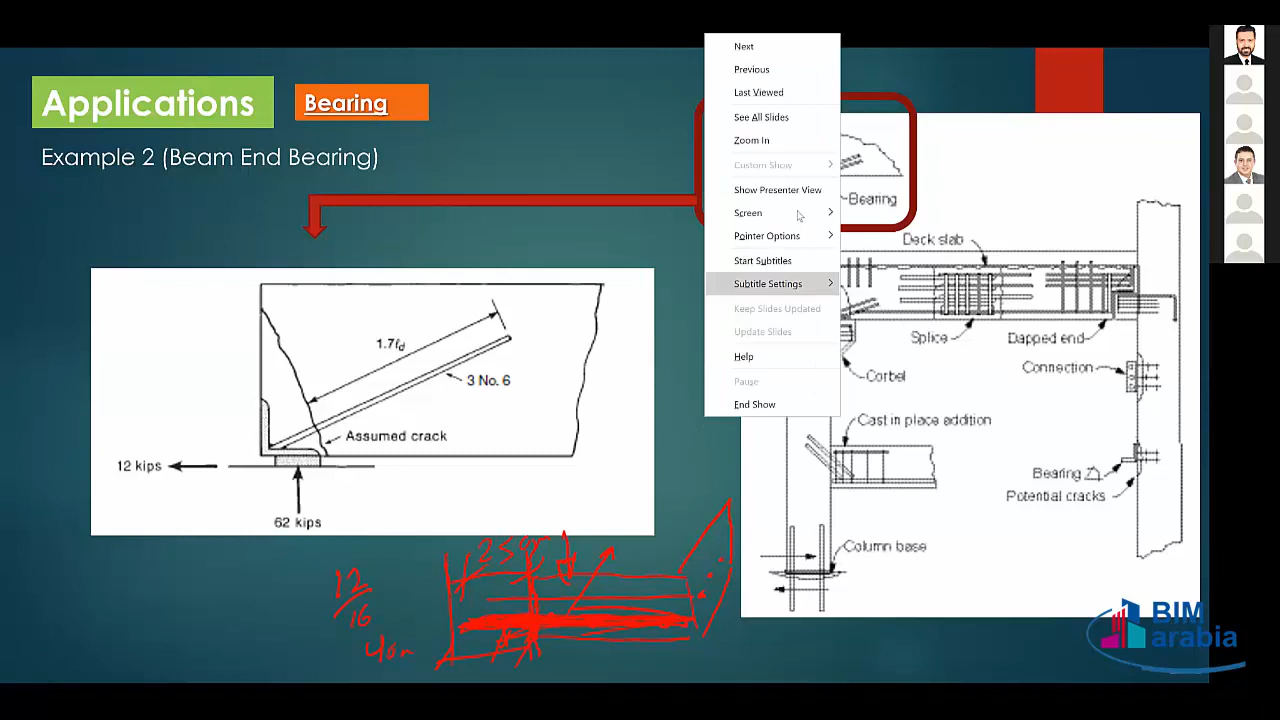 Applications
Bearing
Example 2 (Beam End Bearing)
1.7ℓd
3 No. 6
Assumed crack
12 kips
62 kips
12
16
Next
Previous
Last Viewed
See All Slides
Zoom In
Custom Show
Show Presenter View
Screen
Pointer Options
Start Subtitles
Subtitle Settings
Keep Slides Updated
Update Slides
Help
Pause
End Show
Bearing
Deck slab
Splice
Dapped end
Connection
Corbel
Cast in place addition
Bearing
Potential cracks
Column base
BIM
arabia